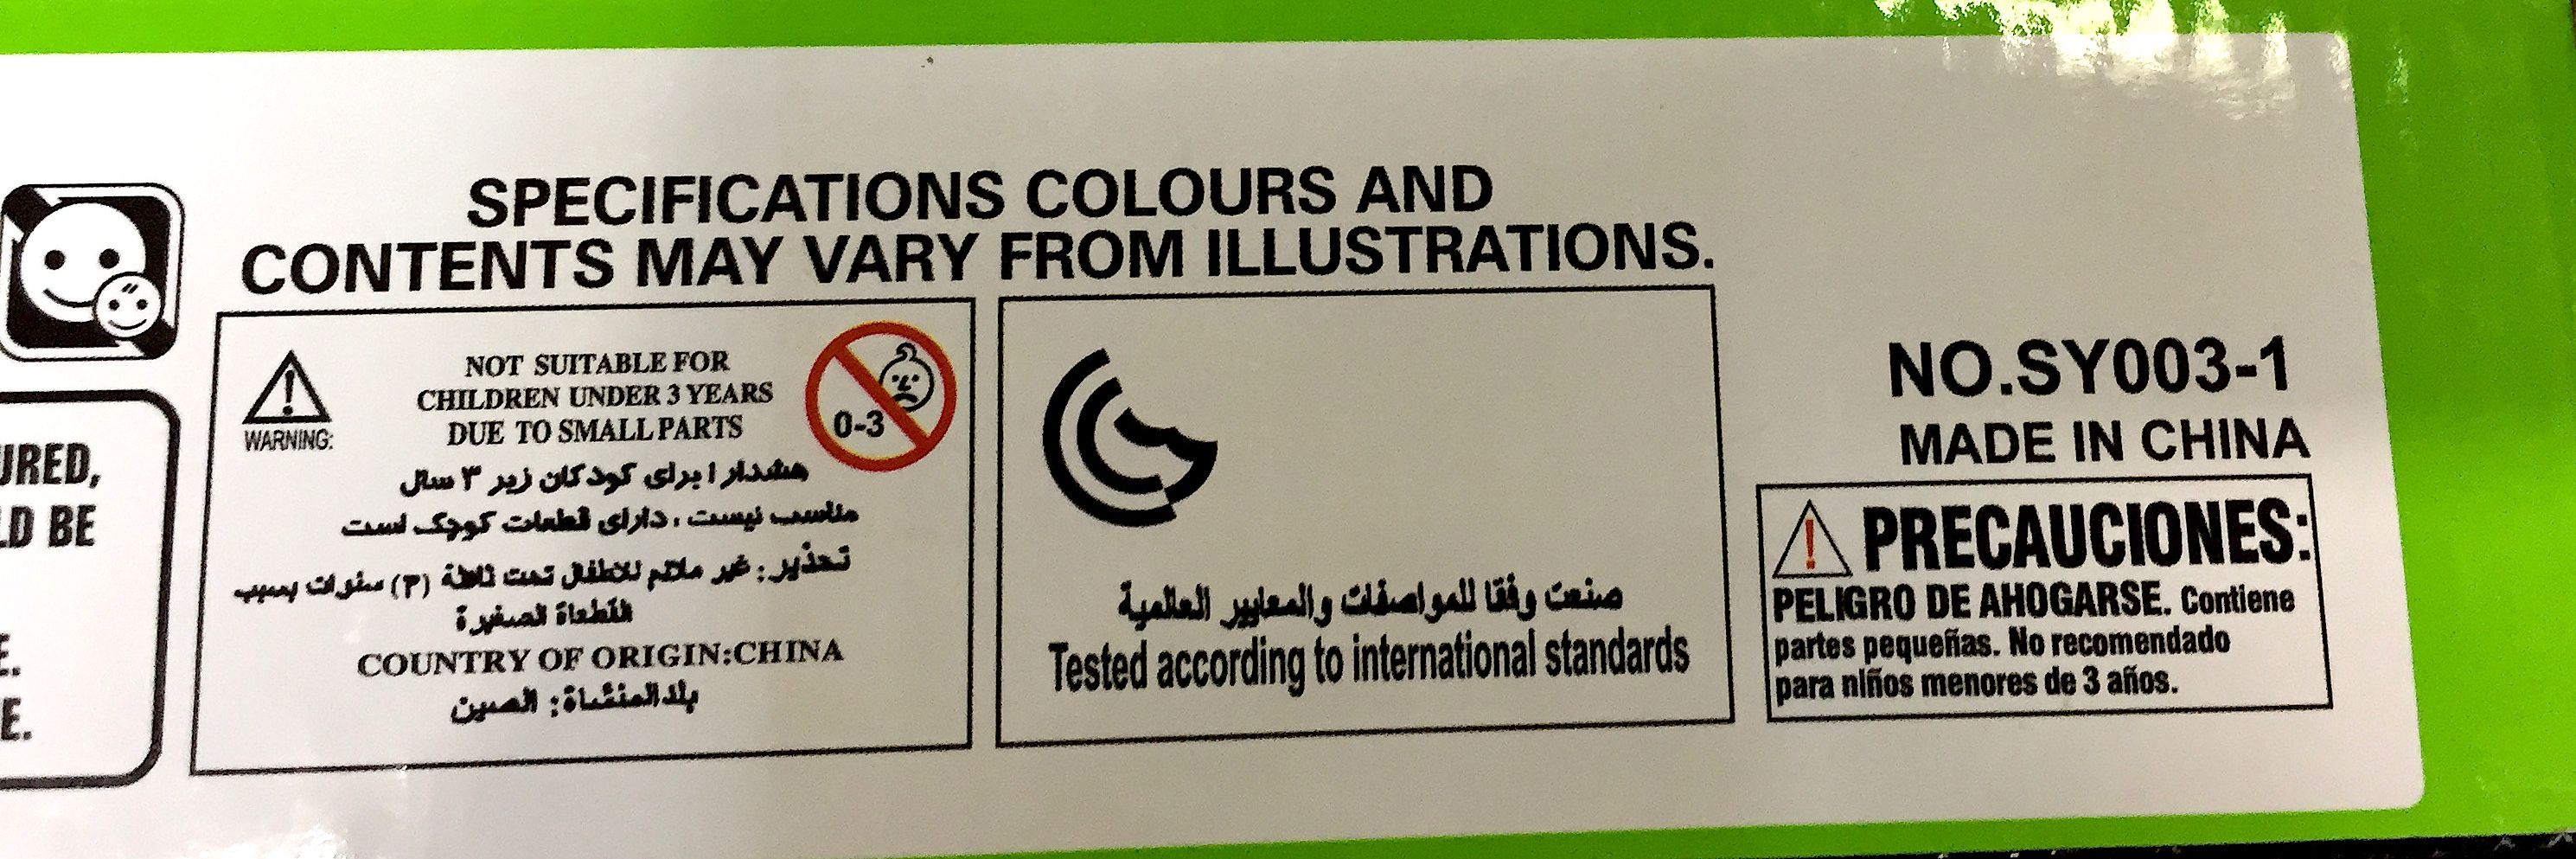 SPECIFICATIONS COLOURS AND
CONTENTS MAY VARY FROM ILLUSTRATIONS.
URED,
LD BE
E.
E.
WARNING:
NOT SUITABLE FOR
CHILDREN UNDER 3 YEARS
DUE TO SMALL PARTS
0-3
هشدار ! برای کودکان زیر ۳ سال
مناسب نیست ، دارای قطعات کوچک است
تحذير : غير ملائم للاطفال تحت ثلاثة (٣) سنوات بسبب
القطعاة الصغيرة
COUNTRY OF ORIGIN:CHINA
بلدالمنشاة: الصين
صنعت وفقا للمواصفات والمعايير العالمية
Tested according to international standards
NO.SY003-1
MADE IN CHINA
PRECAUCIONES:
PELIGRO DE AHOGARSE. Contiene
partes pequeñas. No recomendado
para niños menores de 3 años.